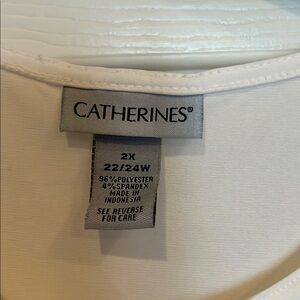 CATHERINES®
2X
22/24W
96% POLYESTER
4% SPANDEX
MADE IN
INDONESIA
SEE REVERSE
FOR CARE